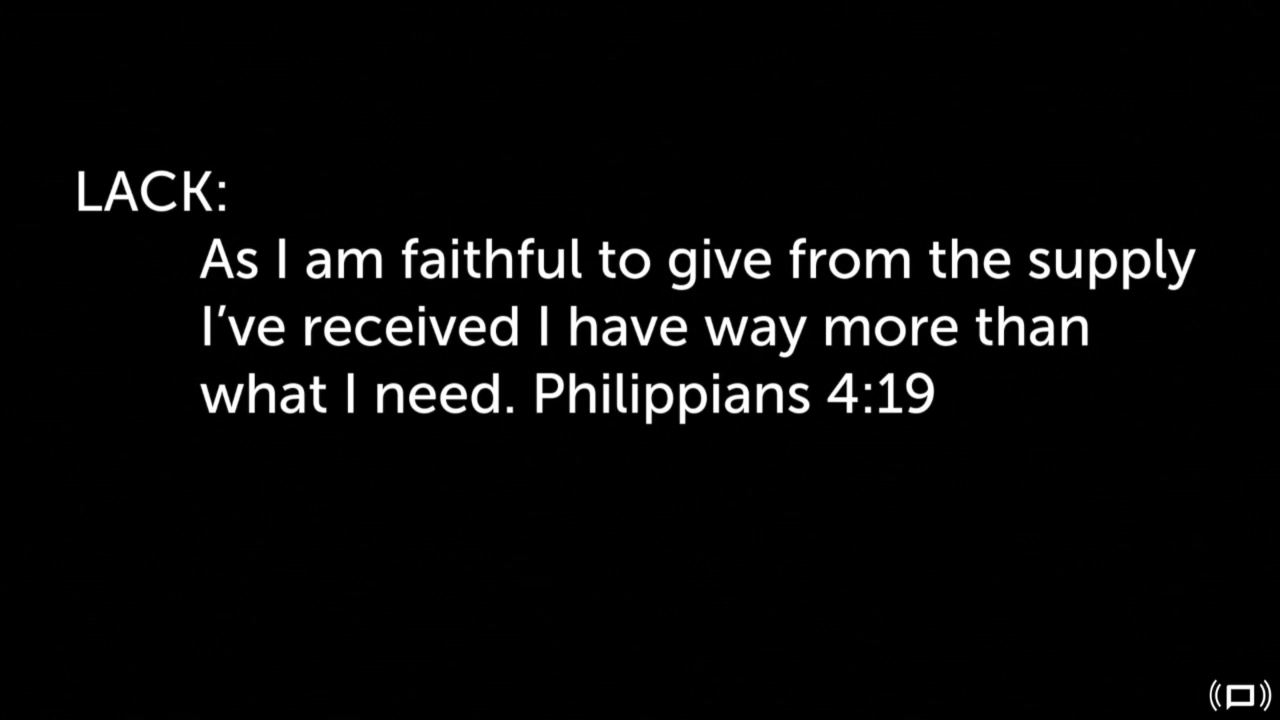 LACK:
As I am faithful to give from the supply
I’ve received I have way more than
what I need. Philippians 4:19